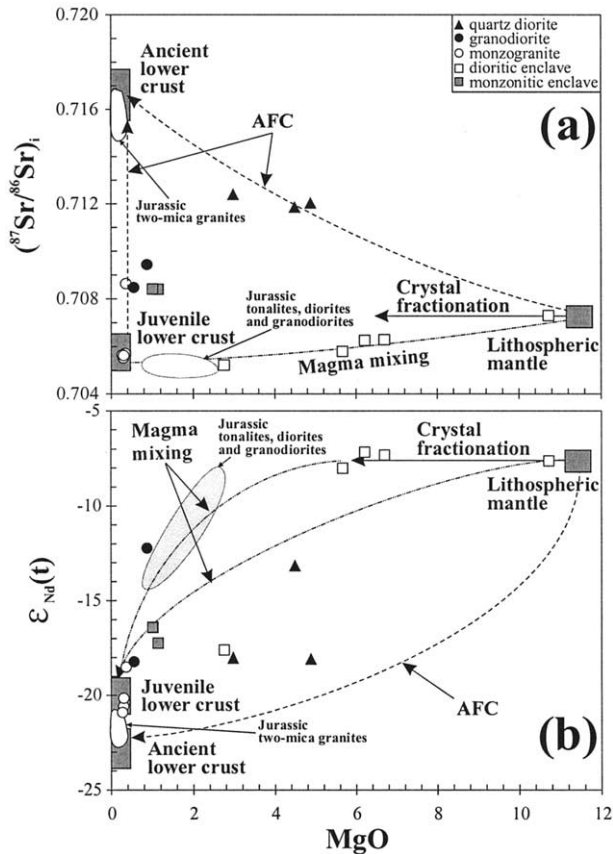 0.720
quartz diorite
granodiorite
monzogranite
dioritic enclave
monzonitic enclave
Ancient
lower
crust
(a)
0.716
AFC
Jurassic
two-mica granites
(⁸⁷Sr/⁸⁶Sr)i
0.712
Crystal
fractionation
0.708
Jurassic
tonalites, diorites
and granodiorites
Juvenile
lower crust
Magma mixing
Lithospheric
mantle
0.704
-5
Magma
mixing
Jurassic
tonalites, diorites
and granodiorites
Crystal
fractionation
Lithospheric
mantle
-10
εNd(t)
-15
-20
Juvenile
lower crust
AFC
Jurassic
two-mica granites
Ancient
lower crust
(b)
-25
0 2 4 6 8 10 12
MgO